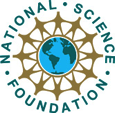 NATIONAL • SCIENCE • FOUNDATION •